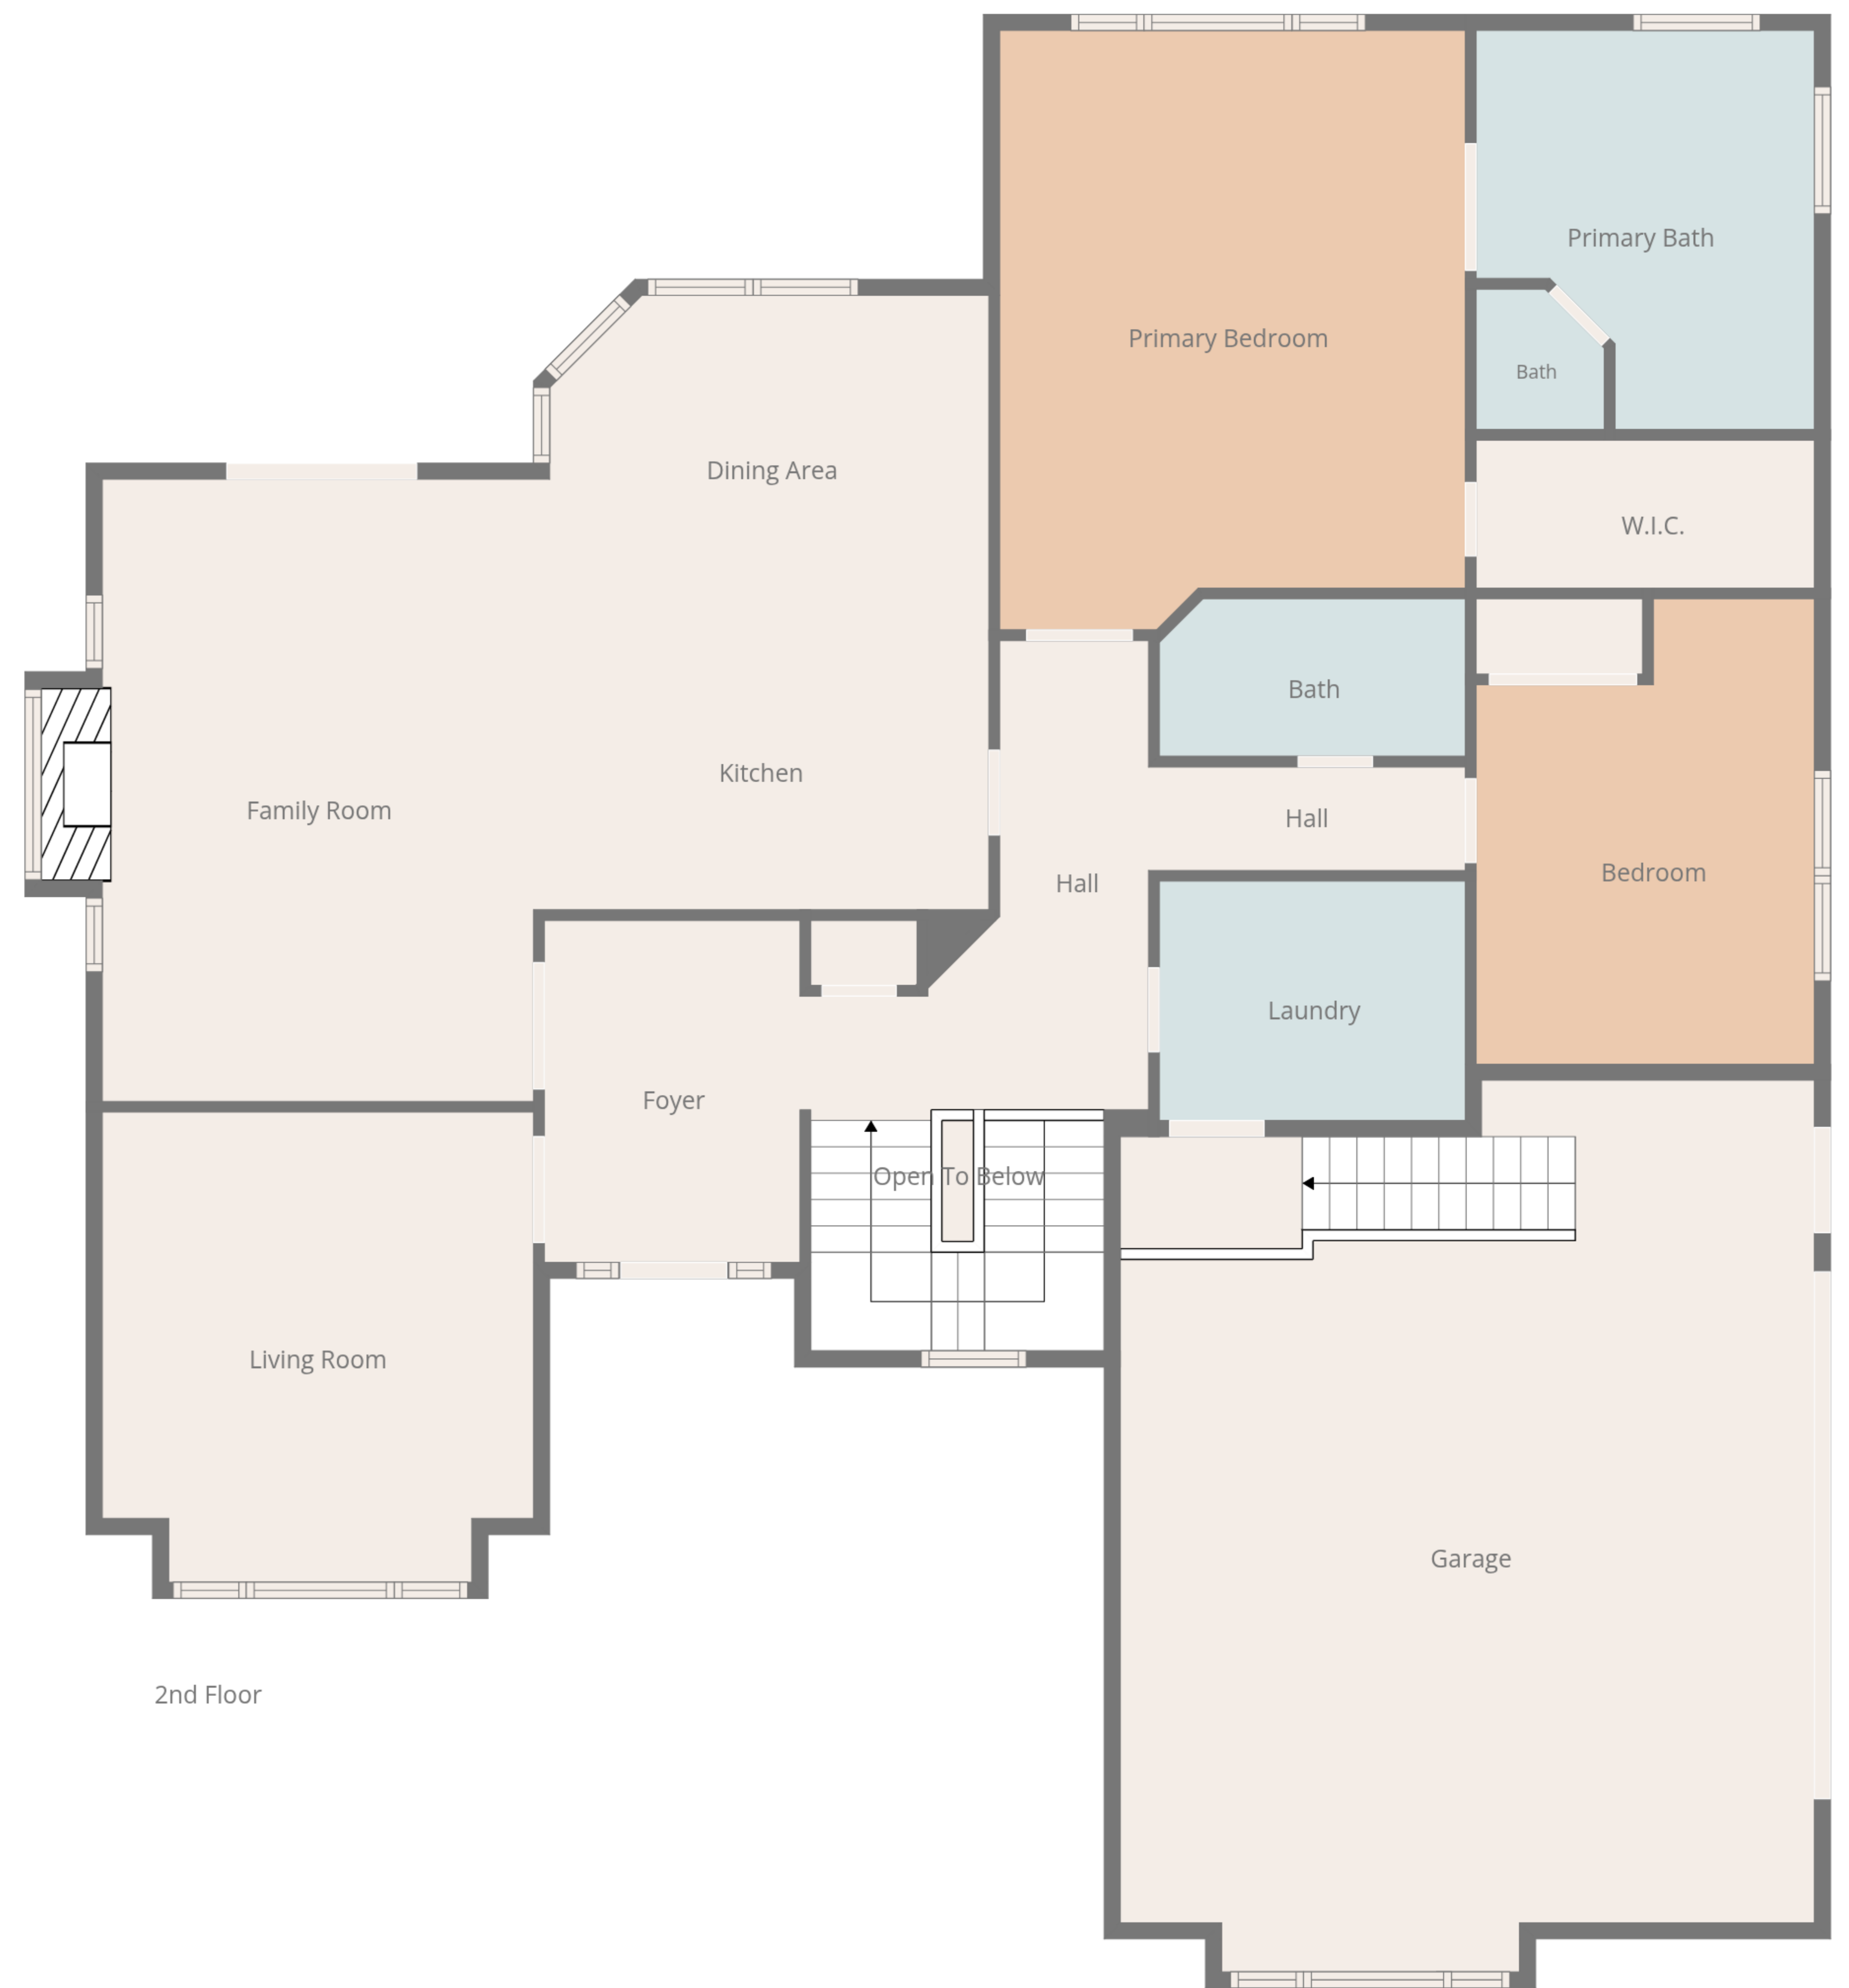 Primary Bath
Primary Bedroom
Bath
Dining Area
W.I.C.
Bath
Kitchen
Family Room
Hall
Bedroom
Hall
Laundry
Foyer
Open To Below
Living Room
Garage
2nd Floor